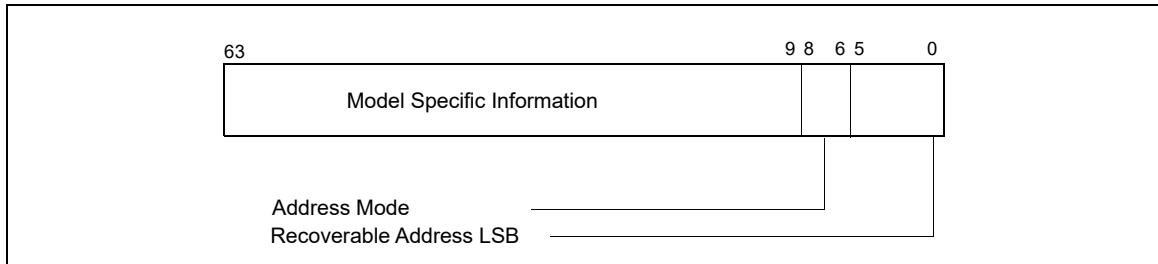 63 9 8 6 5 0
Model Specific Information
Address Mode
Recoverable Address LSB